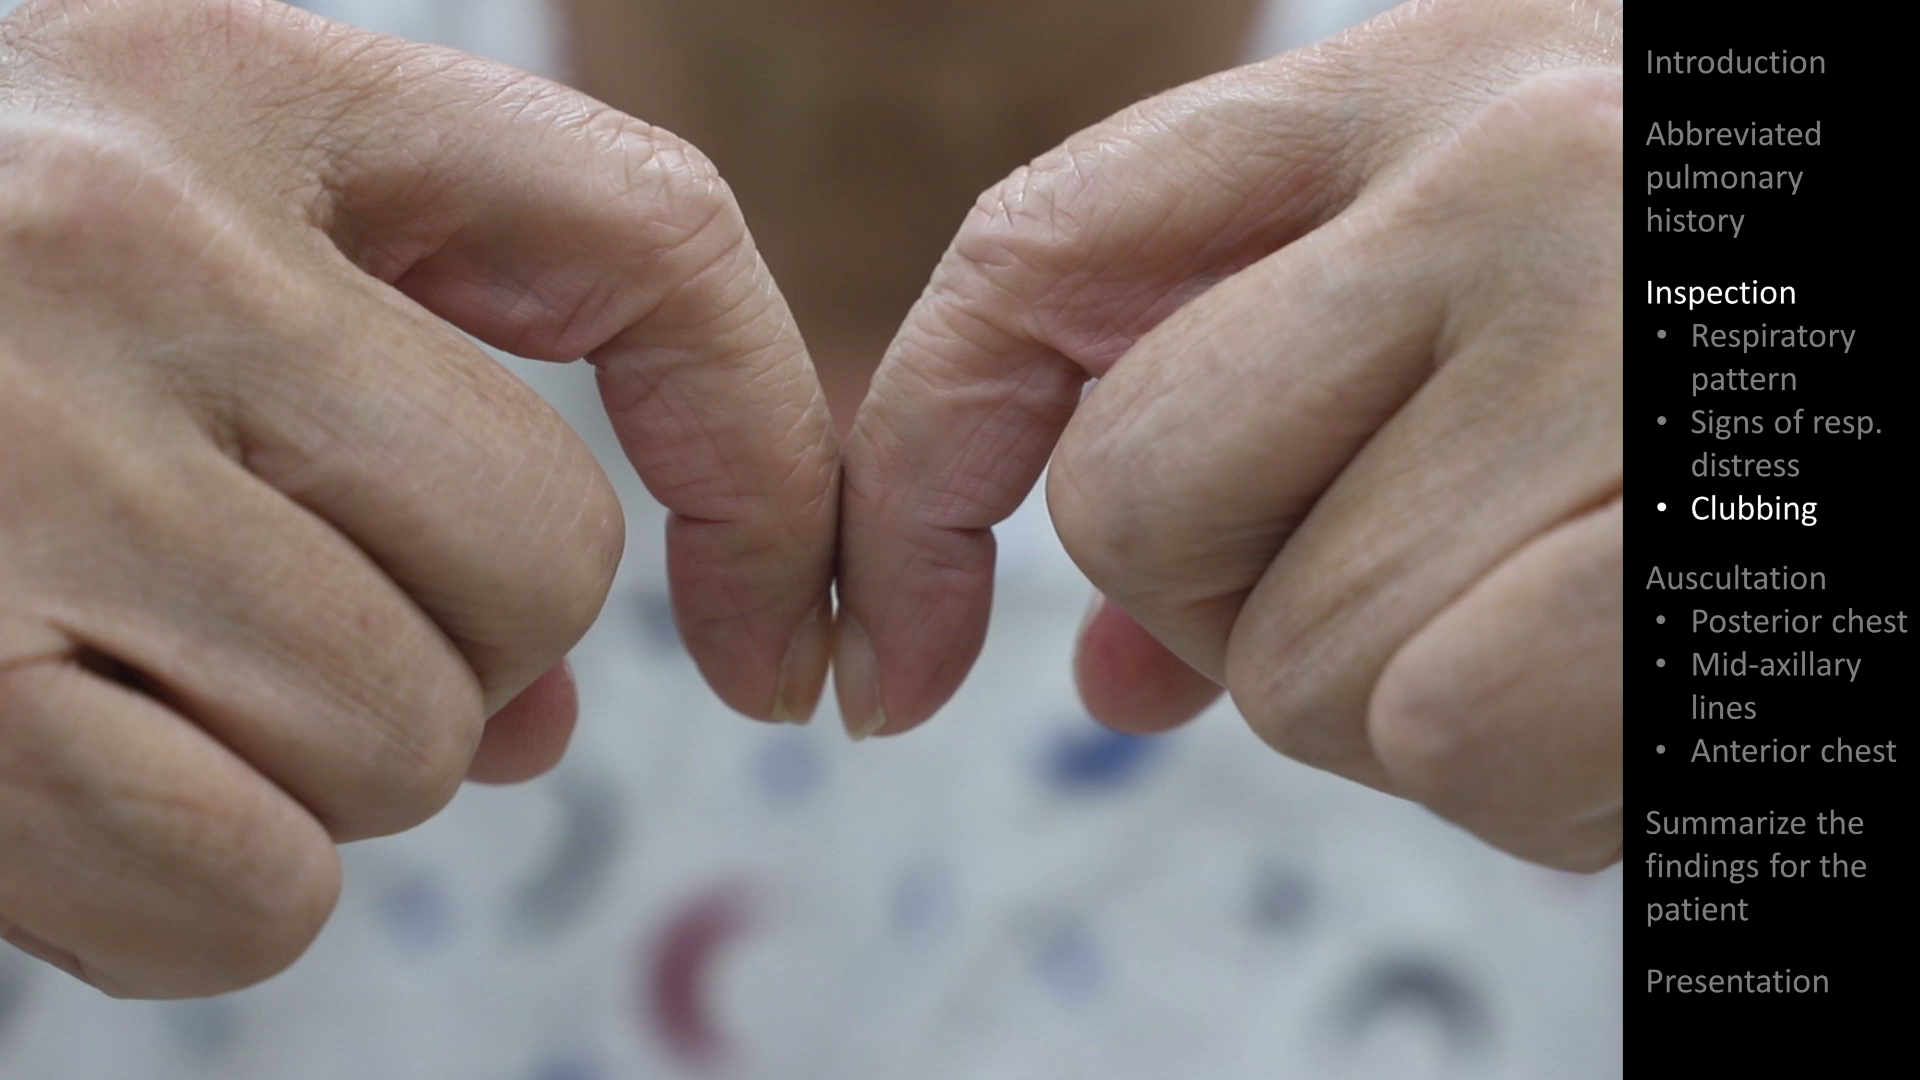 Introduction
Abbreviated
pulmonary
history
Inspection
• Respiratory
pattern
• Signs of resp.
distress
• Clubbing
Auscultation
• Posterior chest
• Mid-axillary
lines
• Anterior chest
Summarize the
findings for the
patient
Presentation